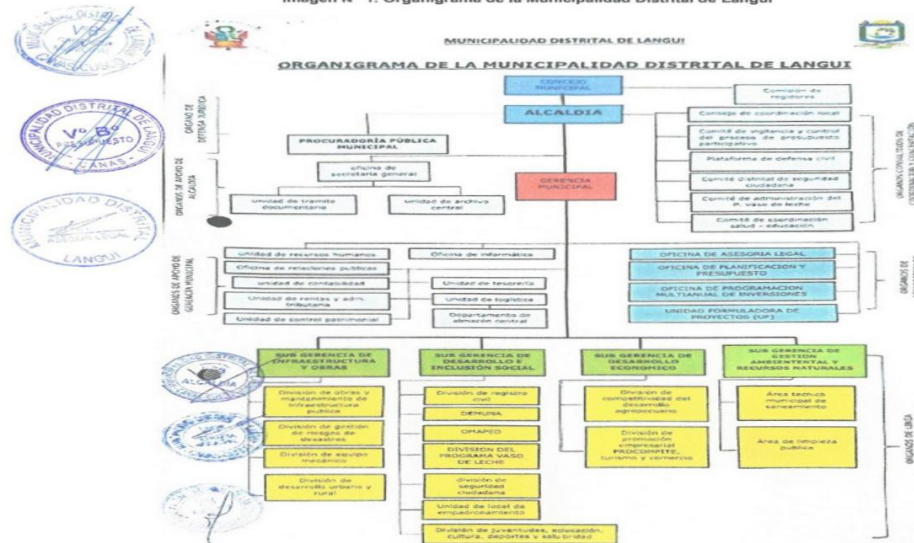 Imagen N° 1: Organigrama de la Municipalidad Distrital de Langui
MUNICIPALIDAD DISTRITAL DE LANGUI
ORGANIGRAMA DE LA MUNICIPALIDAD DISTRITAL DE LANGUI
CONCEJO
MUNICIPAL
Comisión de
regidores
ALCALDIA
ÓRGANO DE
DEFENSA JURÍDICA
PROCURADORÍA PÚBLICA
MUNICIPAL
Consejo de coordinación local
Comité de vigilancia y control
del proceso de presupuesto
participativo
Plataforma de defensa civil
Comité distrital de seguridad
ciudadana
Comité de administración del
P. vaso de leche
Comité de coordinación
salud - educación
ÓRGANOS DE APOYO DE
ALCALDIA
oficina de
secretaria general
unidad de tramite
documentario
unidad de archivo
central
GERENCIA
MUNICIPAL
ÓRGANOS DE APOYO DE
GERENCIA MUNICIPAL
unidad de recursos humanos
Oficina de informática
Oficina de relaciones publicas
unidad de contabilidad
Unidad de tesorería
Unidad de rentas y adm.
tributaria
Unidad de logística
Unidad de control patrimonial
Departamento de
almacén central
OFICINA DE ASESORIA LEGAL
OFICINA DE PLANIFICACION Y
PRESUPUESTO
OFICINA DE PROGRAMACION
MULTIANUAL DE INVERSIONES
UNIDAD FORMULADORA DE
PROYECTOS (UF)
ÓRGANOS DE
SUB GERENCIA DE
INFRAESTRUCTURA
Y OBRAS
División de obras y
mantenimiento de
infraestructura
publica
División de gestión
de riesgo de
desastres
División de equipo
mecánico
División de
desarrollo urbano y
rural
SUB GERENCIA DE
DESARROLLO E
INCLUSIÓN SOCIAL
División de registro
civil
DEMUNA
OMAPED
DIVISION DEL
PROGRAMA VASO
DE LECHE
división de
seguridad
ciudadana
Unidad de local de
empadronamiento
División de juventudes, educación,
cultura, deportes y salubridad
SUB GERENCIA DE
DESARROLLO
ECONOMICO
División de
competitividad del
desarrollo
agropecuario
División de
promoción
empresarial
PROCOMPITE,
turismo y comercio
SUB GERENCIA DE
GESTION
AMBIENTENTAL Y
RECURSOS NATURALES
Área técnica
municipal de
saneamiento
Área de limpieza
publica
ÓRGANOS DE LINEA
MUNICIPALIDAD DISTRITAL DE LANGUI
V° B°
PRESUPUESTO
CANAS
MUNICIPALIDAD DISTRITAL
ASESOR LEGAL
LANGUI
ALCALDIA